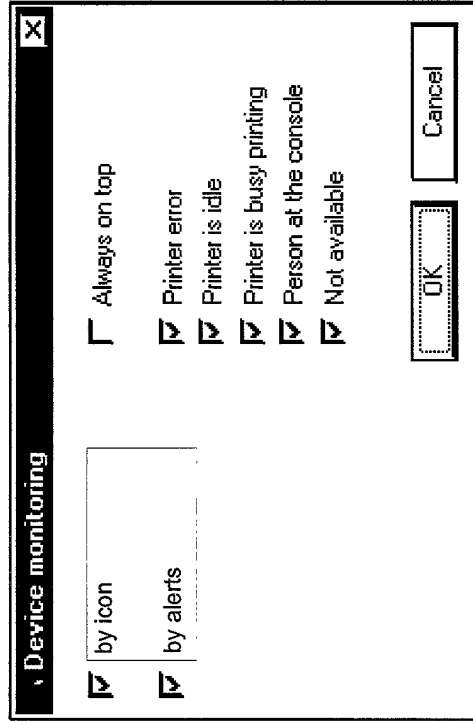 , Device monitoring
by icon
Always on top
by alerts
Printer error
Printer is idle
Printer is busy printing
Person at the console
Not available
OK
Cancel